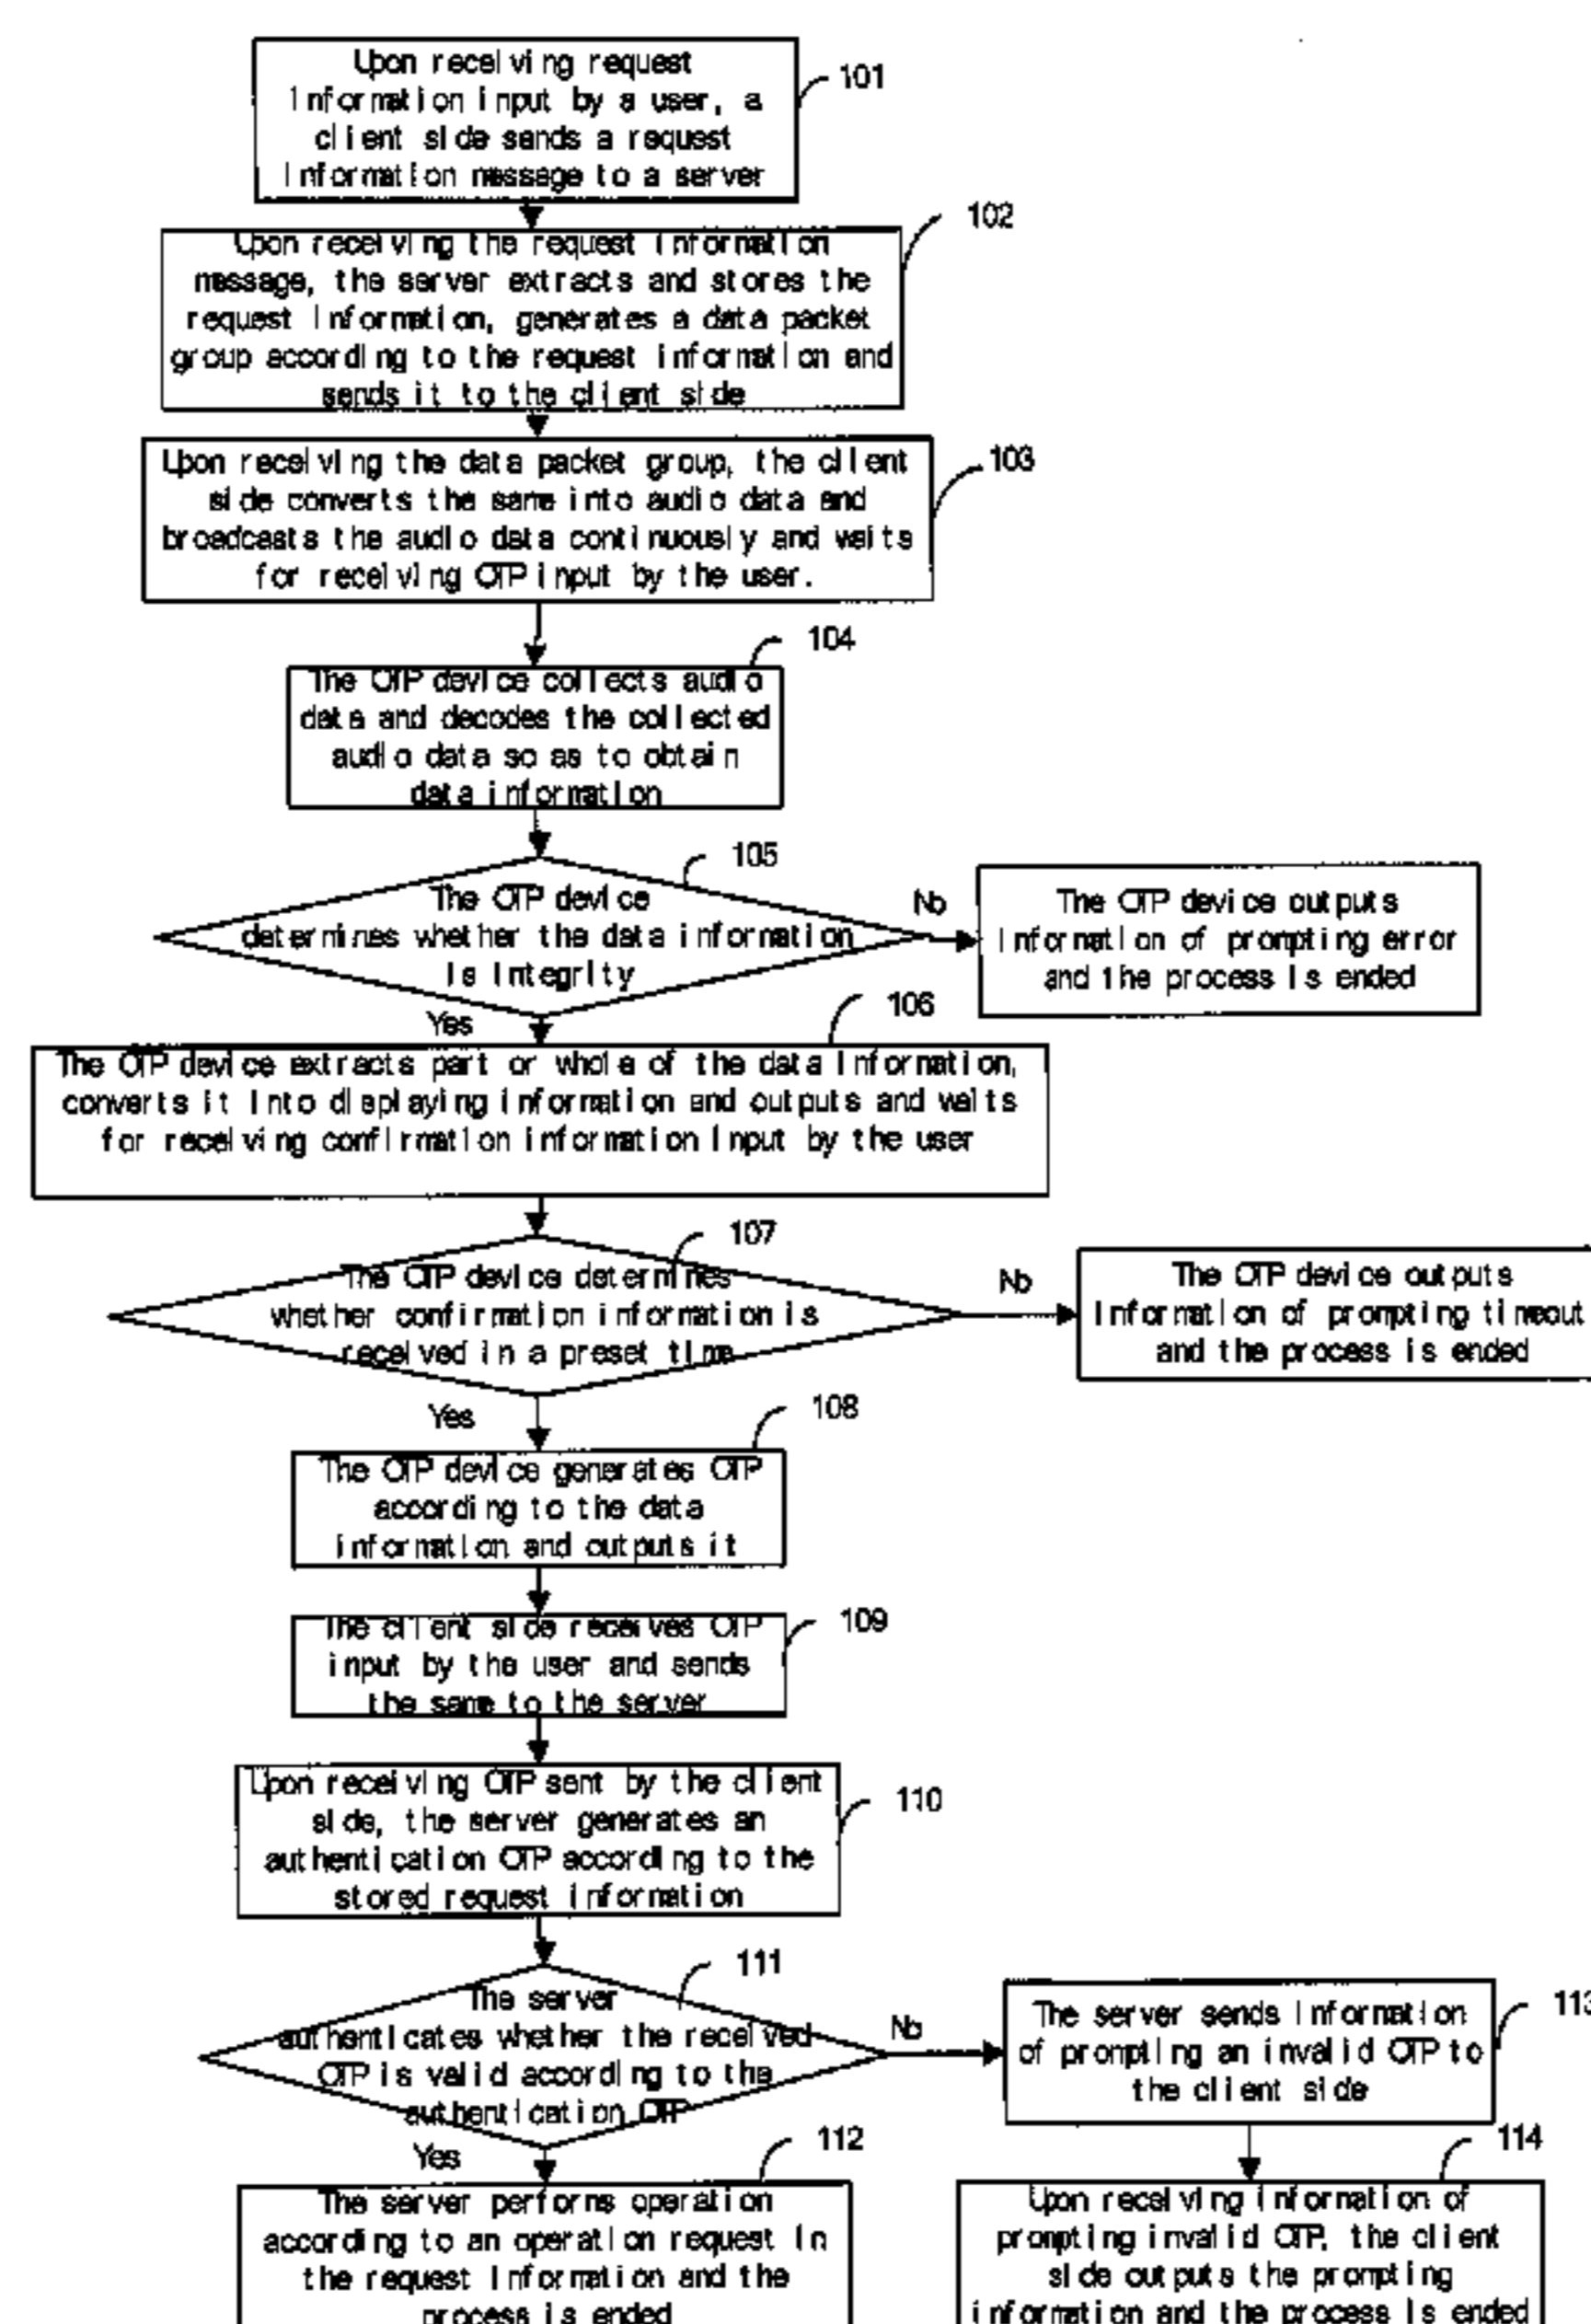 Upon receiving request
information input by a user, a
client side sends a request
information message to a server
101
Upon receiving the request information
message, the server extracts and stores the
request information, generates a data packet
group according to the request information and
sends it to the client side
102
Upon receiving the data packet group, the client
side converts the same into audio data and
broadcasts the audio data continuously and waits
for receiving OTP input by the user.
103
The OTP device collects audio
data and decodes the collected
audio data so as to obtain
data information
104
The OTP device
determines whether the data information
is integrity
105
No
The OTP device outputs
information of prompting error
and the process is ended
Yes
106
The OTP device extracts part or whole of the data information,
converts it into displaying information and outputs and waits
for receiving confirmation information input by the user
107
The OTP device determines
whether confirmation information is
received in a preset time
No
The OTP device outputs
information of prompting timeout
and the process is ended
Yes
108
The OTP device generates OTP
according to the data
information and outputs it
109
The client side receives OTP
input by the user and sends
the same to the server
Upon receiving OTP sent by the client
side, the server generates an
authentication OTP according to the
stored request information
110
111
The server
authenticates whether the received
OTP is valid according to the
authentication OTP
No
The server sends information
of prompting an invalid OTP to
the client side
113
Yes
112
The server performs operation
according to an operation request in
the request information and the
process is ended
114
Upon receiving information of
prompting invalid OTP, the client
side outputs the prompting
information and the process is ended